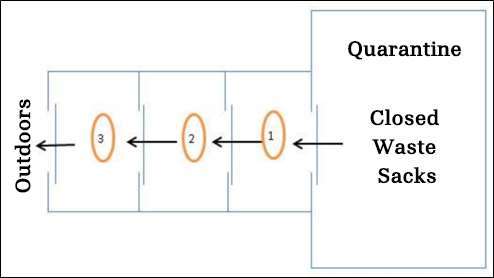 Quarantine
Closed
Waste
Sacks
1
2
3
Outdoors